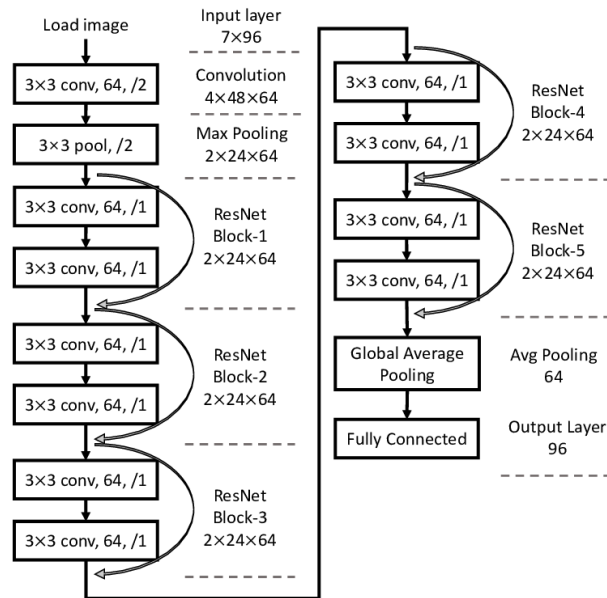 Load image
Input layer
7×96
3×3 conv, 64, /2
Convolution
4×48×64
3×3 pool, /2
Max Pooling
2×24×64
3×3 conv, 64, /1
3×3 conv, 64, /1
ResNet
Block-1
2×24×64
3×3 conv, 64, /1
3×3 conv, 64, /1
ResNet
Block-2
2×24×64
3×3 conv, 64, /1
3×3 conv, 64, /1
ResNet
Block-3
2×24×64
3×3 conv, 64, /1
3×3 conv, 64, /1
ResNet
Block-4
2×24×64
3×3 conv, 64, /1
3×3 conv, 64, /1
ResNet
Block-5
2×24×64
Global Average
Pooling
Avg Pooling
64
Fully Connected
Output Layer
96